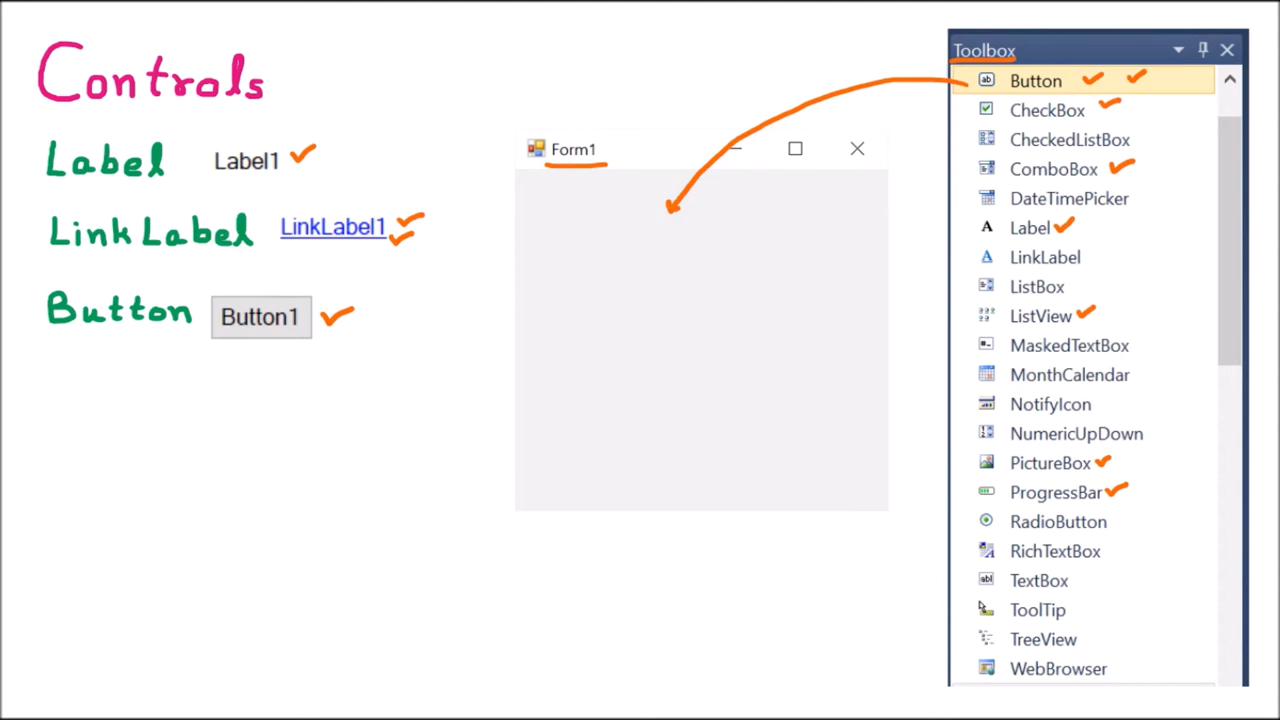 Controls
Label Label1
LinkLabel LinkLabel1
Button Button1
Form1
Toolbox
Button
CheckBox
CheckedListBox
ComboBox
DateTimePicker
Label
LinkLabel
ListBox
ListView
MaskedTextBox
MonthCalendar
NotifyIcon
NumericUpDown
PictureBox
ProgressBar
RadioButton
RichTextBox
TextBox
ToolTip
TreeView
WebBrowser